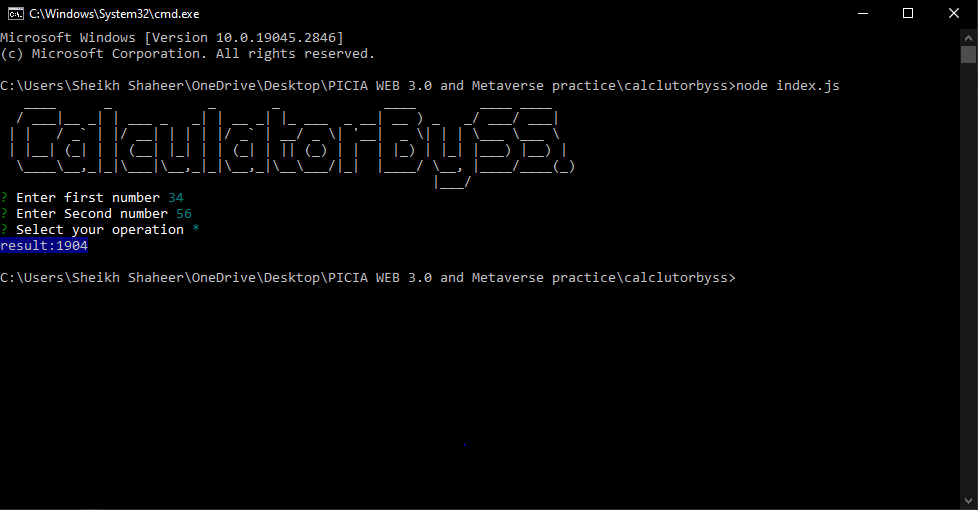 C:\Windows\System32\cmd.exe
Microsoft Windows [Version 10.0.19045.2846]
(c) Microsoft Corporation. All rights reserved.
C:\Users\Sheikh Shaheer\OneDrive\Desktop\PICIA WEB 3.0 and Metaverse practice\calclutorbyss>node index.js
CalculatorBySS.
? Enter first number 34
? Enter Second number 56
? Select your operation *
result:1904
C:\Users\Sheikh Shaheer\OneDrive\Desktop\PICIA WEB 3.0 and Metaverse practice\calclutorbyss>